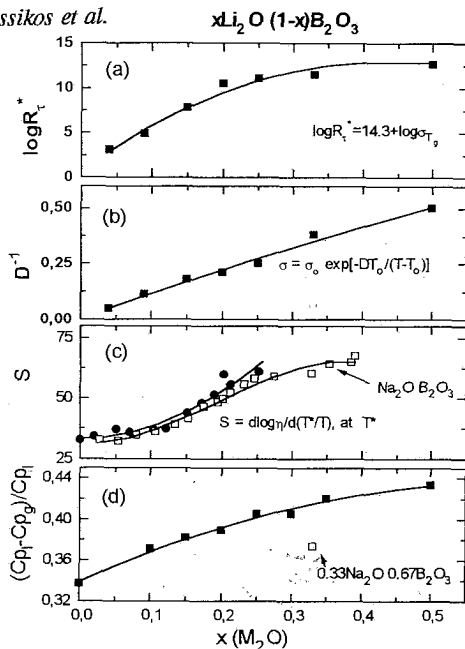 ssikos et al.
xLi₂O (1-x)B₂O₃
(a)
logRτ*
15
10
5
0
logRτ*=14.3+logσTg
(b)
D⁻¹
0,50
0,25
0,00
σ = σo exp[-DTo/(T-To)]
(c)
S
75
50
25
Na₂O B₂O₃
S = dlogη/d(T*/T), at T*
(d)
(Cpl-Cpg)/Cpl
0,44
0,40
0,36
0,32
0.33Na₂O 0.67B₂O₃
0,0 0,1 0,2 0,3 0,4 0,5
x (M₂O)